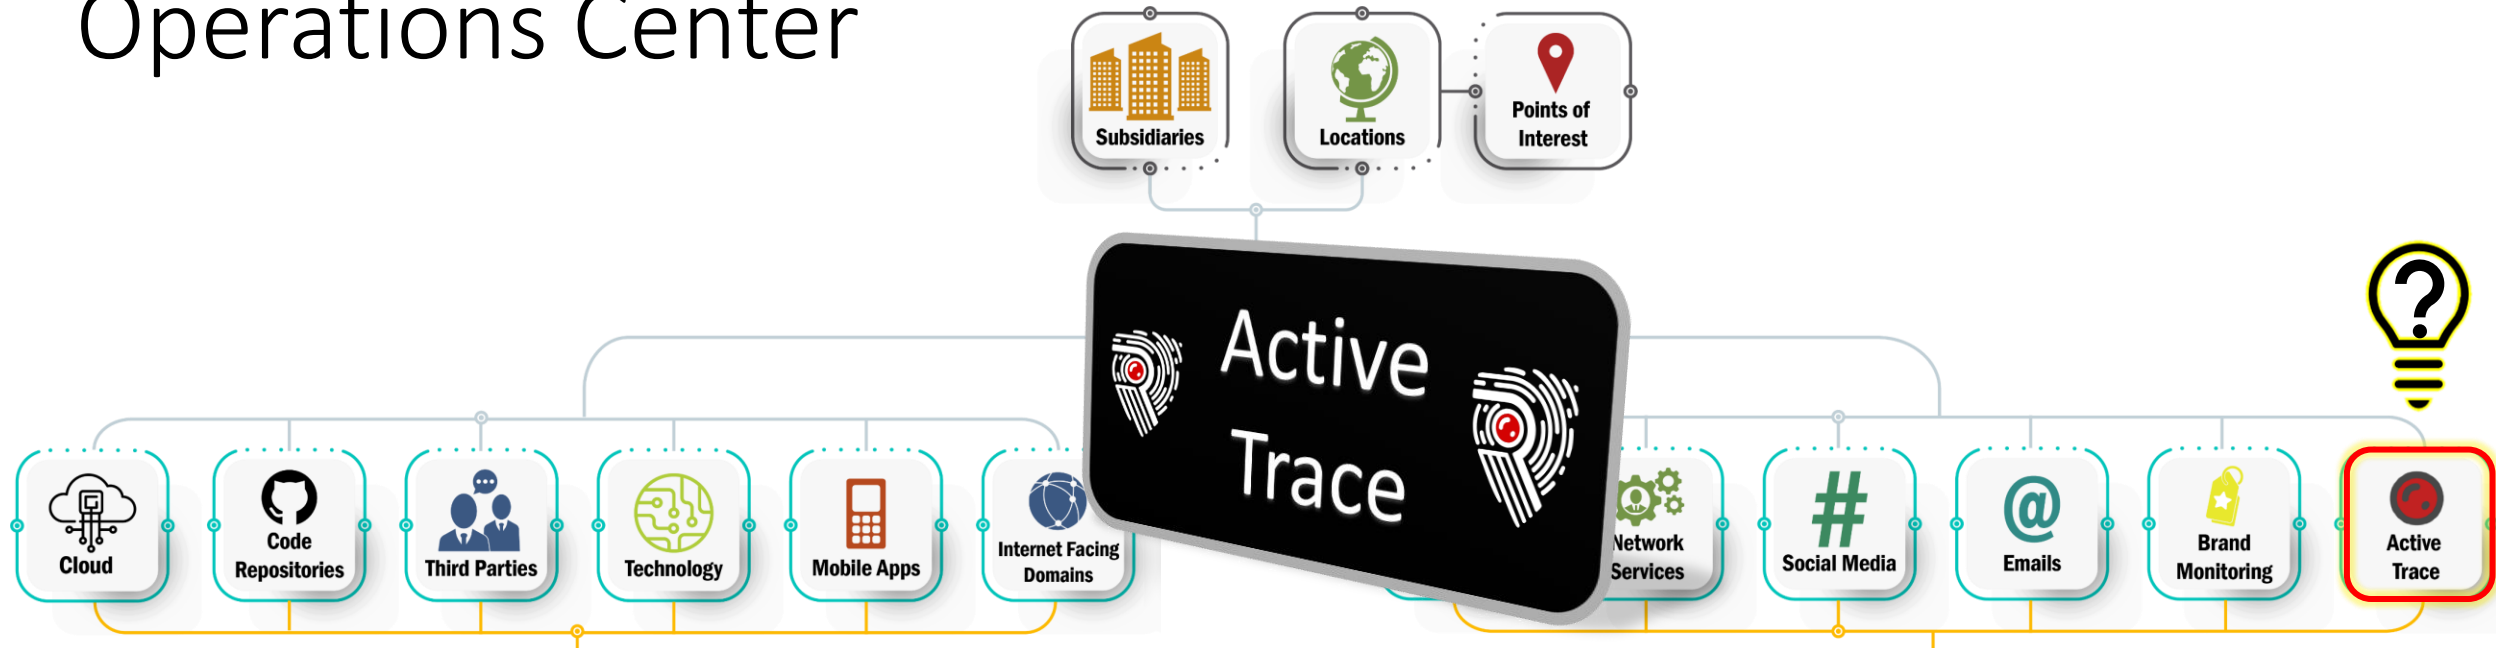 Operations Center
Subsidiaries
Locations
Points of
Interest
?
Active
Trace
Cloud
Code
Repositories
Third Parties
Technology
Mobile Apps
Internet Facing
Domains
Network
Services
#
Social Media
@
Emails
Brand
Monitoring
Active
Trace